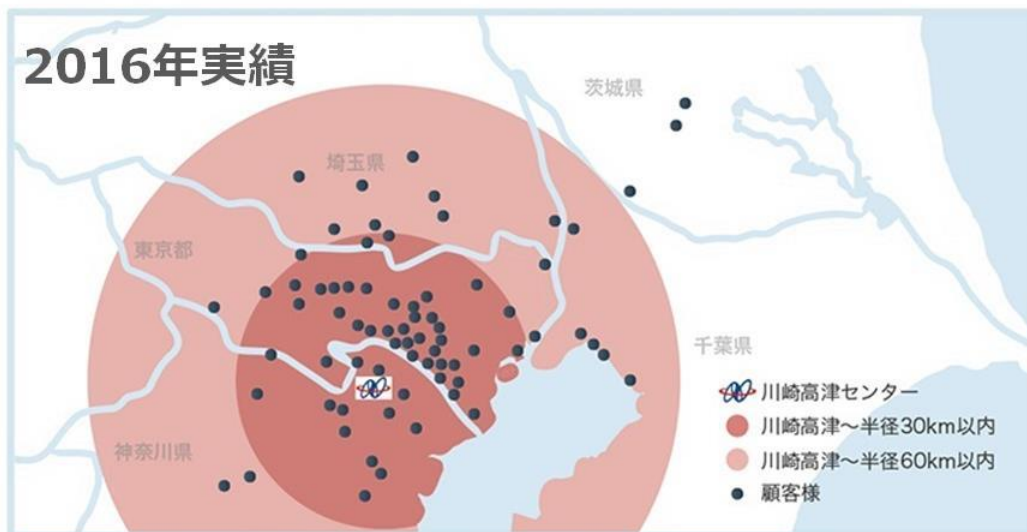 2016年実績
茨城県
埼玉県
東京都
千葉県
神奈川県
川崎高津センター
川崎高津～半径30km以内
川崎高津～半径60km以内
顧客様